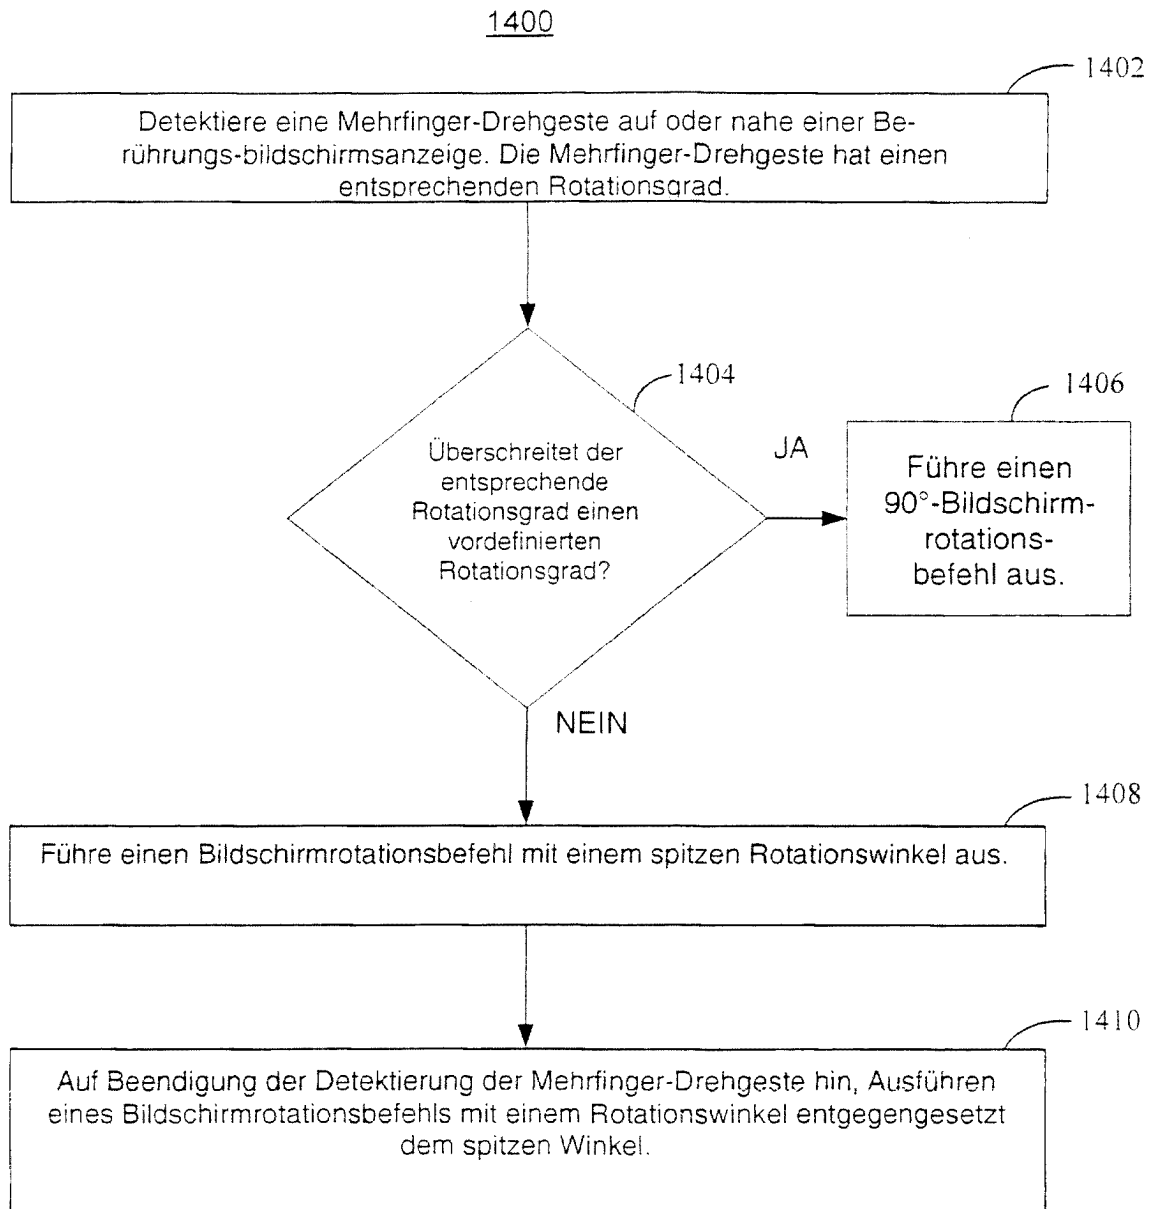 1400
1402
Detektiere eine Mehrfinger-Drehgeste auf oder nahe einer Be-
rührungs-bildschirmsanzeige. Die Mehrfinger-Drehgeste hat einen
entsprechenden Rotationsgrad.
1404
Überschreitet der
entsprechende
Rotationsgrad einen
vordefinierten
Rotationsgrad?
JA
1406
Führe einen
90°-Bildschirm-
rotations-
befehl aus.
NEIN
1408
Führe einen Bildschirmrotationsbefehl mit einem spitzen Rotationswinkel aus.
1410
Auf Beendigung der Detektierung der Mehrfinger-Drehgeste hin, Ausführen
eines Bildschirmrotationsbefehls mit einem Rotationswinkel entgegengesetzt
dem spitzen Winkel.